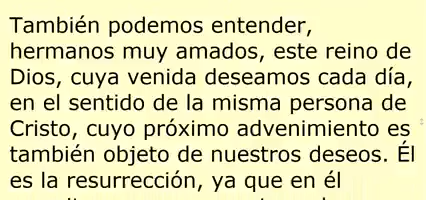 También podemos entender,
hermanos muy amados, este reino de
Dios, cuya venida deseamos cada día,
en el sentido de la misma persona de
Cristo, cuyo próximo advenimiento es
también objeto de nuestros deseos. Él
es la resurrección, ya que en él